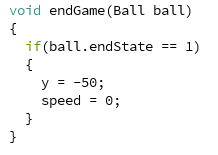 void endGame(Ball ball)
{
  if(ball.endState == 1)
  {
    y = -50;
    speed = 0;
  }
}